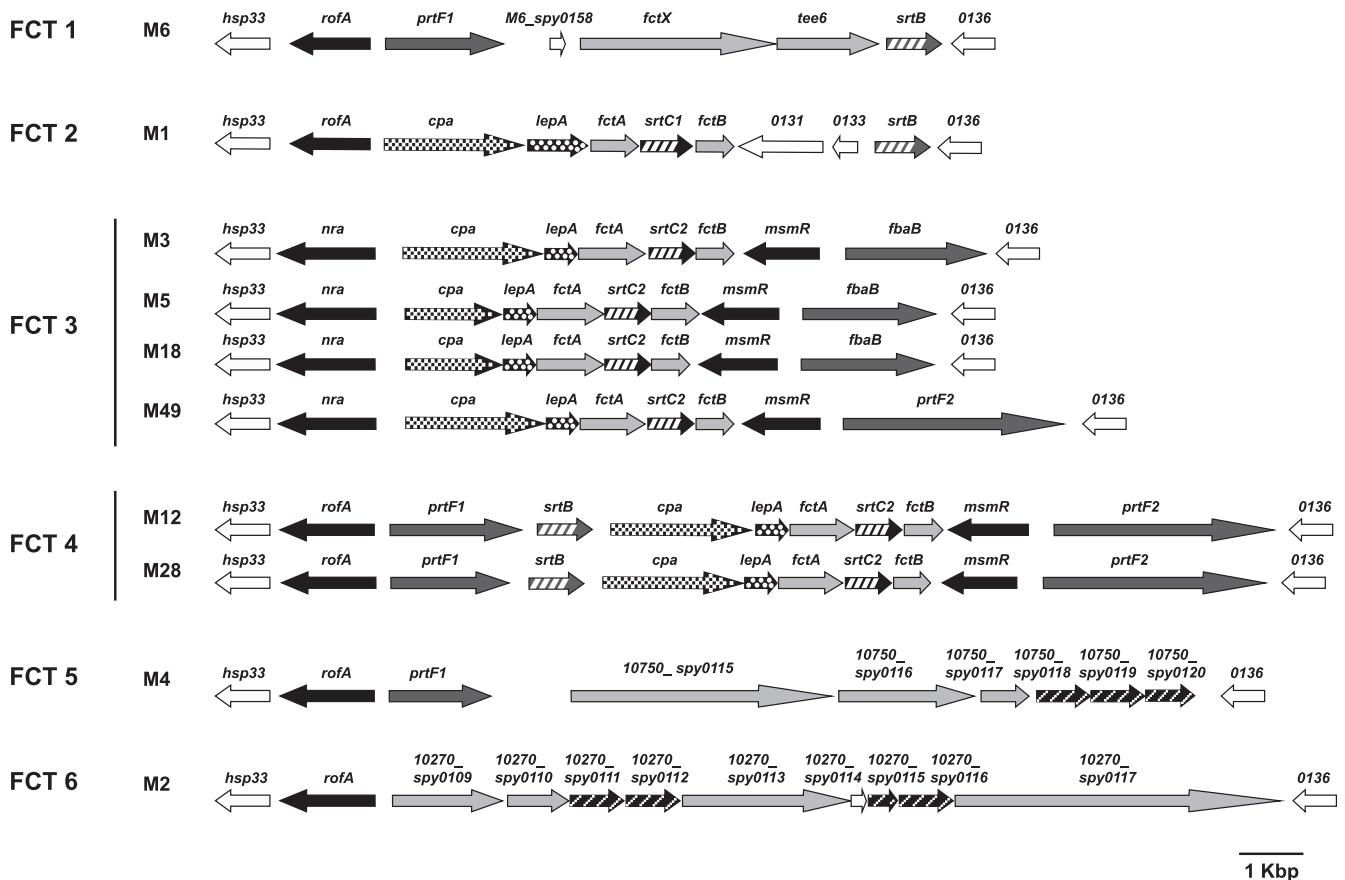 FCT 1
M6
hsp33 rofA prtF1 M6_spy0158 fctX tee6 srtB 0136
FCT 2
M1
hsp33 rofA cpa lepA fctA srtC1 fctB 0131 0133 srtB 0136
FCT 3
M3
hsp33 nra cpa lepA fctA srtC2 fctB msmR fbaB 0136
M5
hsp33 nra cpa lepA fctA srtC2 fctB msmR fbaB 0136
M18
hsp33 nra cpa lepA fctA srtC2 fctB msmR fbaB 0136
M49
hsp33 nra cpa lepA fctA srtC2 fctB msmR prtF2 0136
FCT 4
M12
hsp33 rofA prtF1 srtB cpa lepA fctA srtC2 fctB msmR prtF2 0136
M28
hsp33 rofA prtF1 srtB cpa lepA fctA srtC2 fctB msmR prtF2 0136
FCT 5
M4
10750_ 10750_ 10750_ 10750_ 10750_
hsp33 rofA prtF1 10750_ spy0115 spy0116 spy0117 spy0118 spy0119 spy0120 0136
FCT 6
M2
10270_ 10270_ 10270_ 10270_ 10270_ 10270_ 10270_ 10270_ 10270_
hsp33 rofA spy0109 spy0110 spy0111 spy0112 spy0113 spy0114 spy0115 spy0116 spy0117 0136
1 Kbp